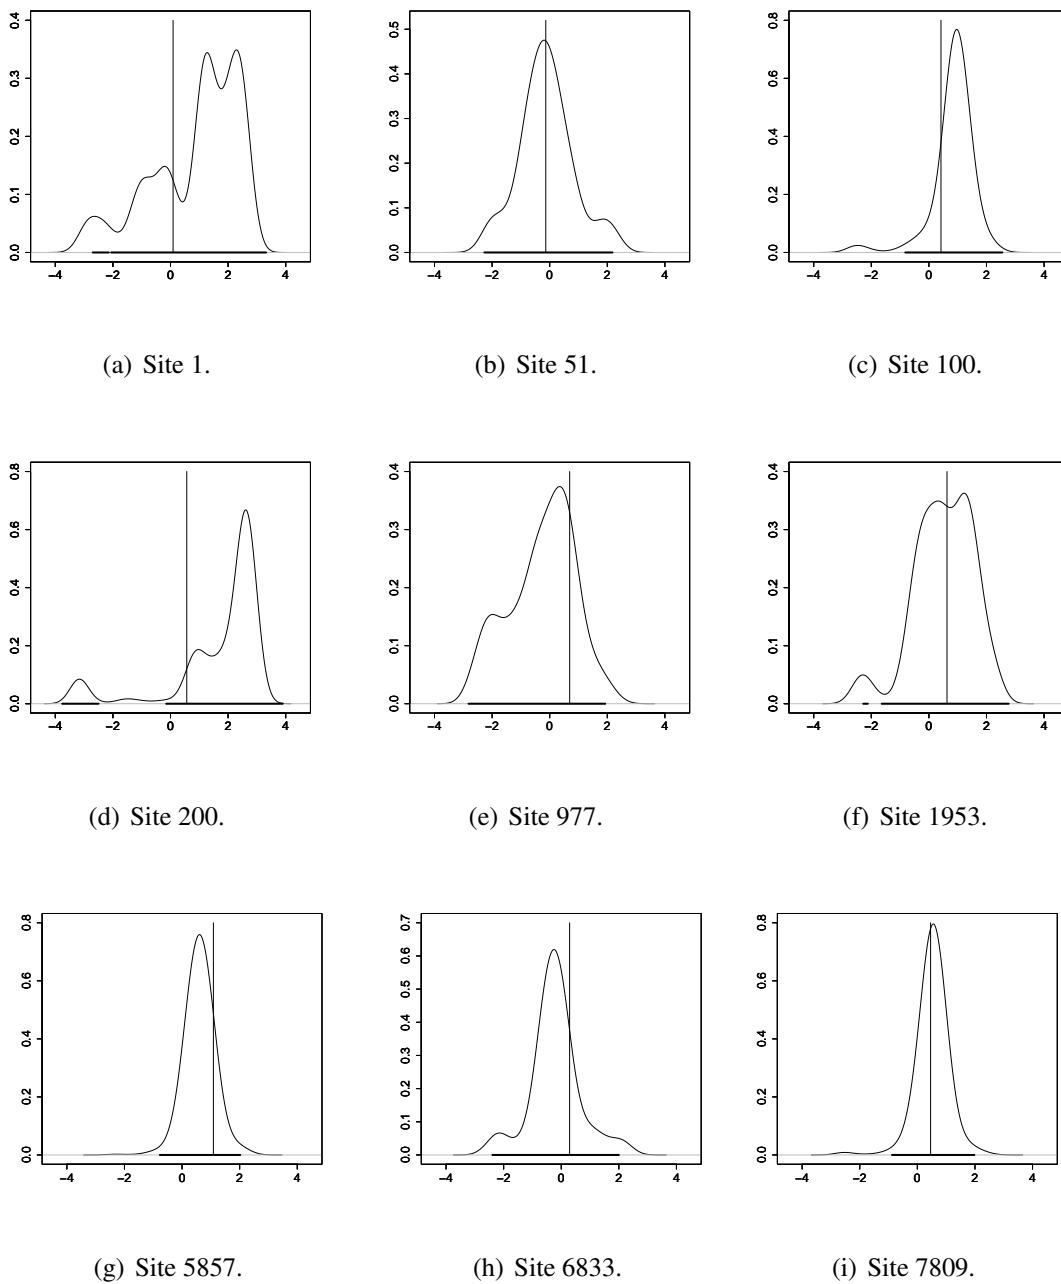 0.0 0.1 0.2 0.3 0.4
−4 −2 0 2 4
(a) Site 1.
0.0 0.1 0.2 0.3 0.4 0.5
−4 −2 0 2 4
(b) Site 51.
0.0 0.2 0.4 0.6 0.8
−4 −2 0 2 4
(c) Site 100.
0.0 0.2 0.4 0.6 0.8
−4 −2 0 2 4
(d) Site 200.
0.0 0.1 0.2 0.3 0.4
−4 −2 0 2 4
(e) Site 977.
0.0 0.1 0.2 0.3 0.4
−4 −2 0 2 4
(f) Site 1953.
0.0 0.2 0.4 0.6 0.8
−4 −2 0 2 4
(g) Site 5857.
0.0 0.1 0.2 0.3 0.4 0.5 0.6 0.7
−4 −2 0 2 4
(h) Site 6833.
0.0 0.2 0.4 0.6 0.8
−4 −2 0 2 4
(i) Site 7809.